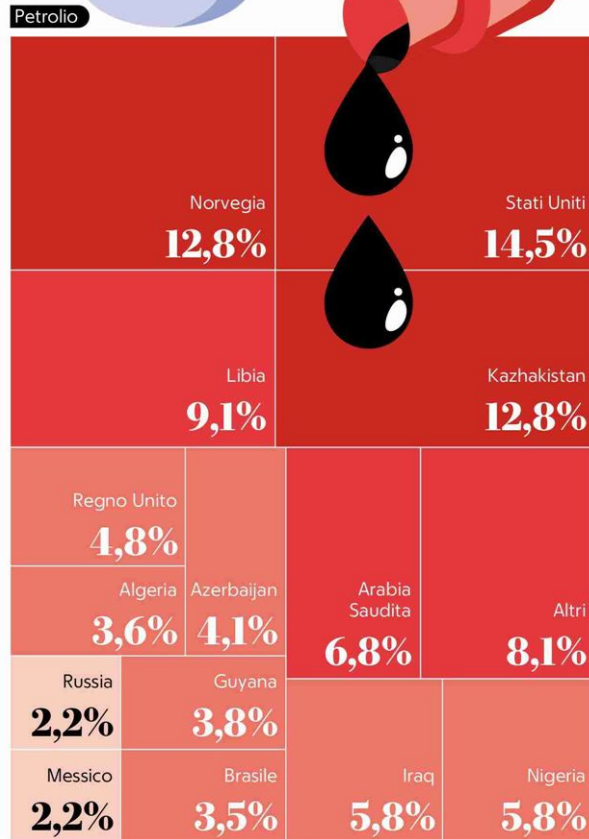 Petrolio
Norvegia
12,8%
Stati Uniti
14,5%
Libia
9,1%
Kazhakistan
12,8%
Regno Unito
4,8%
Algeria
3,6%
Azerbaijan
4,1%
Arabia
Saudita
6,8%
Altri
8,1%
Russia
2,2%
Guyana
3,8%
Messico
2,2%
Brasile
3,5%
Iraq
5,8%
Nigeria
5,8%